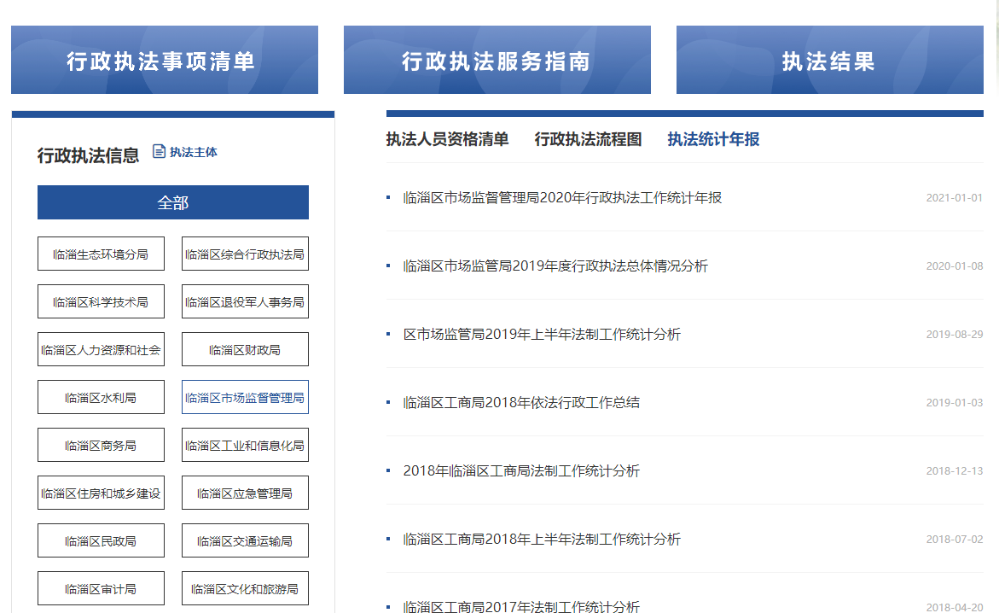 行政执法事项清单
行政执法服务指南
执法结果
行政执法信息 执法主体
全部
临淄生态环境分局 临淄区综合行政执法局
临淄区科学技术局 临淄区退役军人事务局
临淄区人力资源和社会 临淄区财政局
临淄区水利局 临淄区市场监督管理局
临淄区商务局 临淄区工业和信息化局
临淄区住房和城乡建设 临淄区应急管理局
临淄区民政局 临淄区交通运输局
临淄区审计局 临淄区文化和旅游局
执法人员资格清单 行政执法流程图 执法统计年报
临淄区市场监督管理局2020年行政执法工作统计年报 2021-01-01
临淄区市场监管局2019年度行政执法总体情况分析 2020-01-08
区市场监管局2019年上半年法制工作统计分析 2019-08-29
临淄区工商局2018年依法行政工作总结 2019-01-03
2018年临淄区工商局法制工作统计分析 2018-12-13
临淄区工商局2018年上半年法制工作统计分析 2018-07-02
临淄区工商局2017年法制工作统计分析 2018-04-20